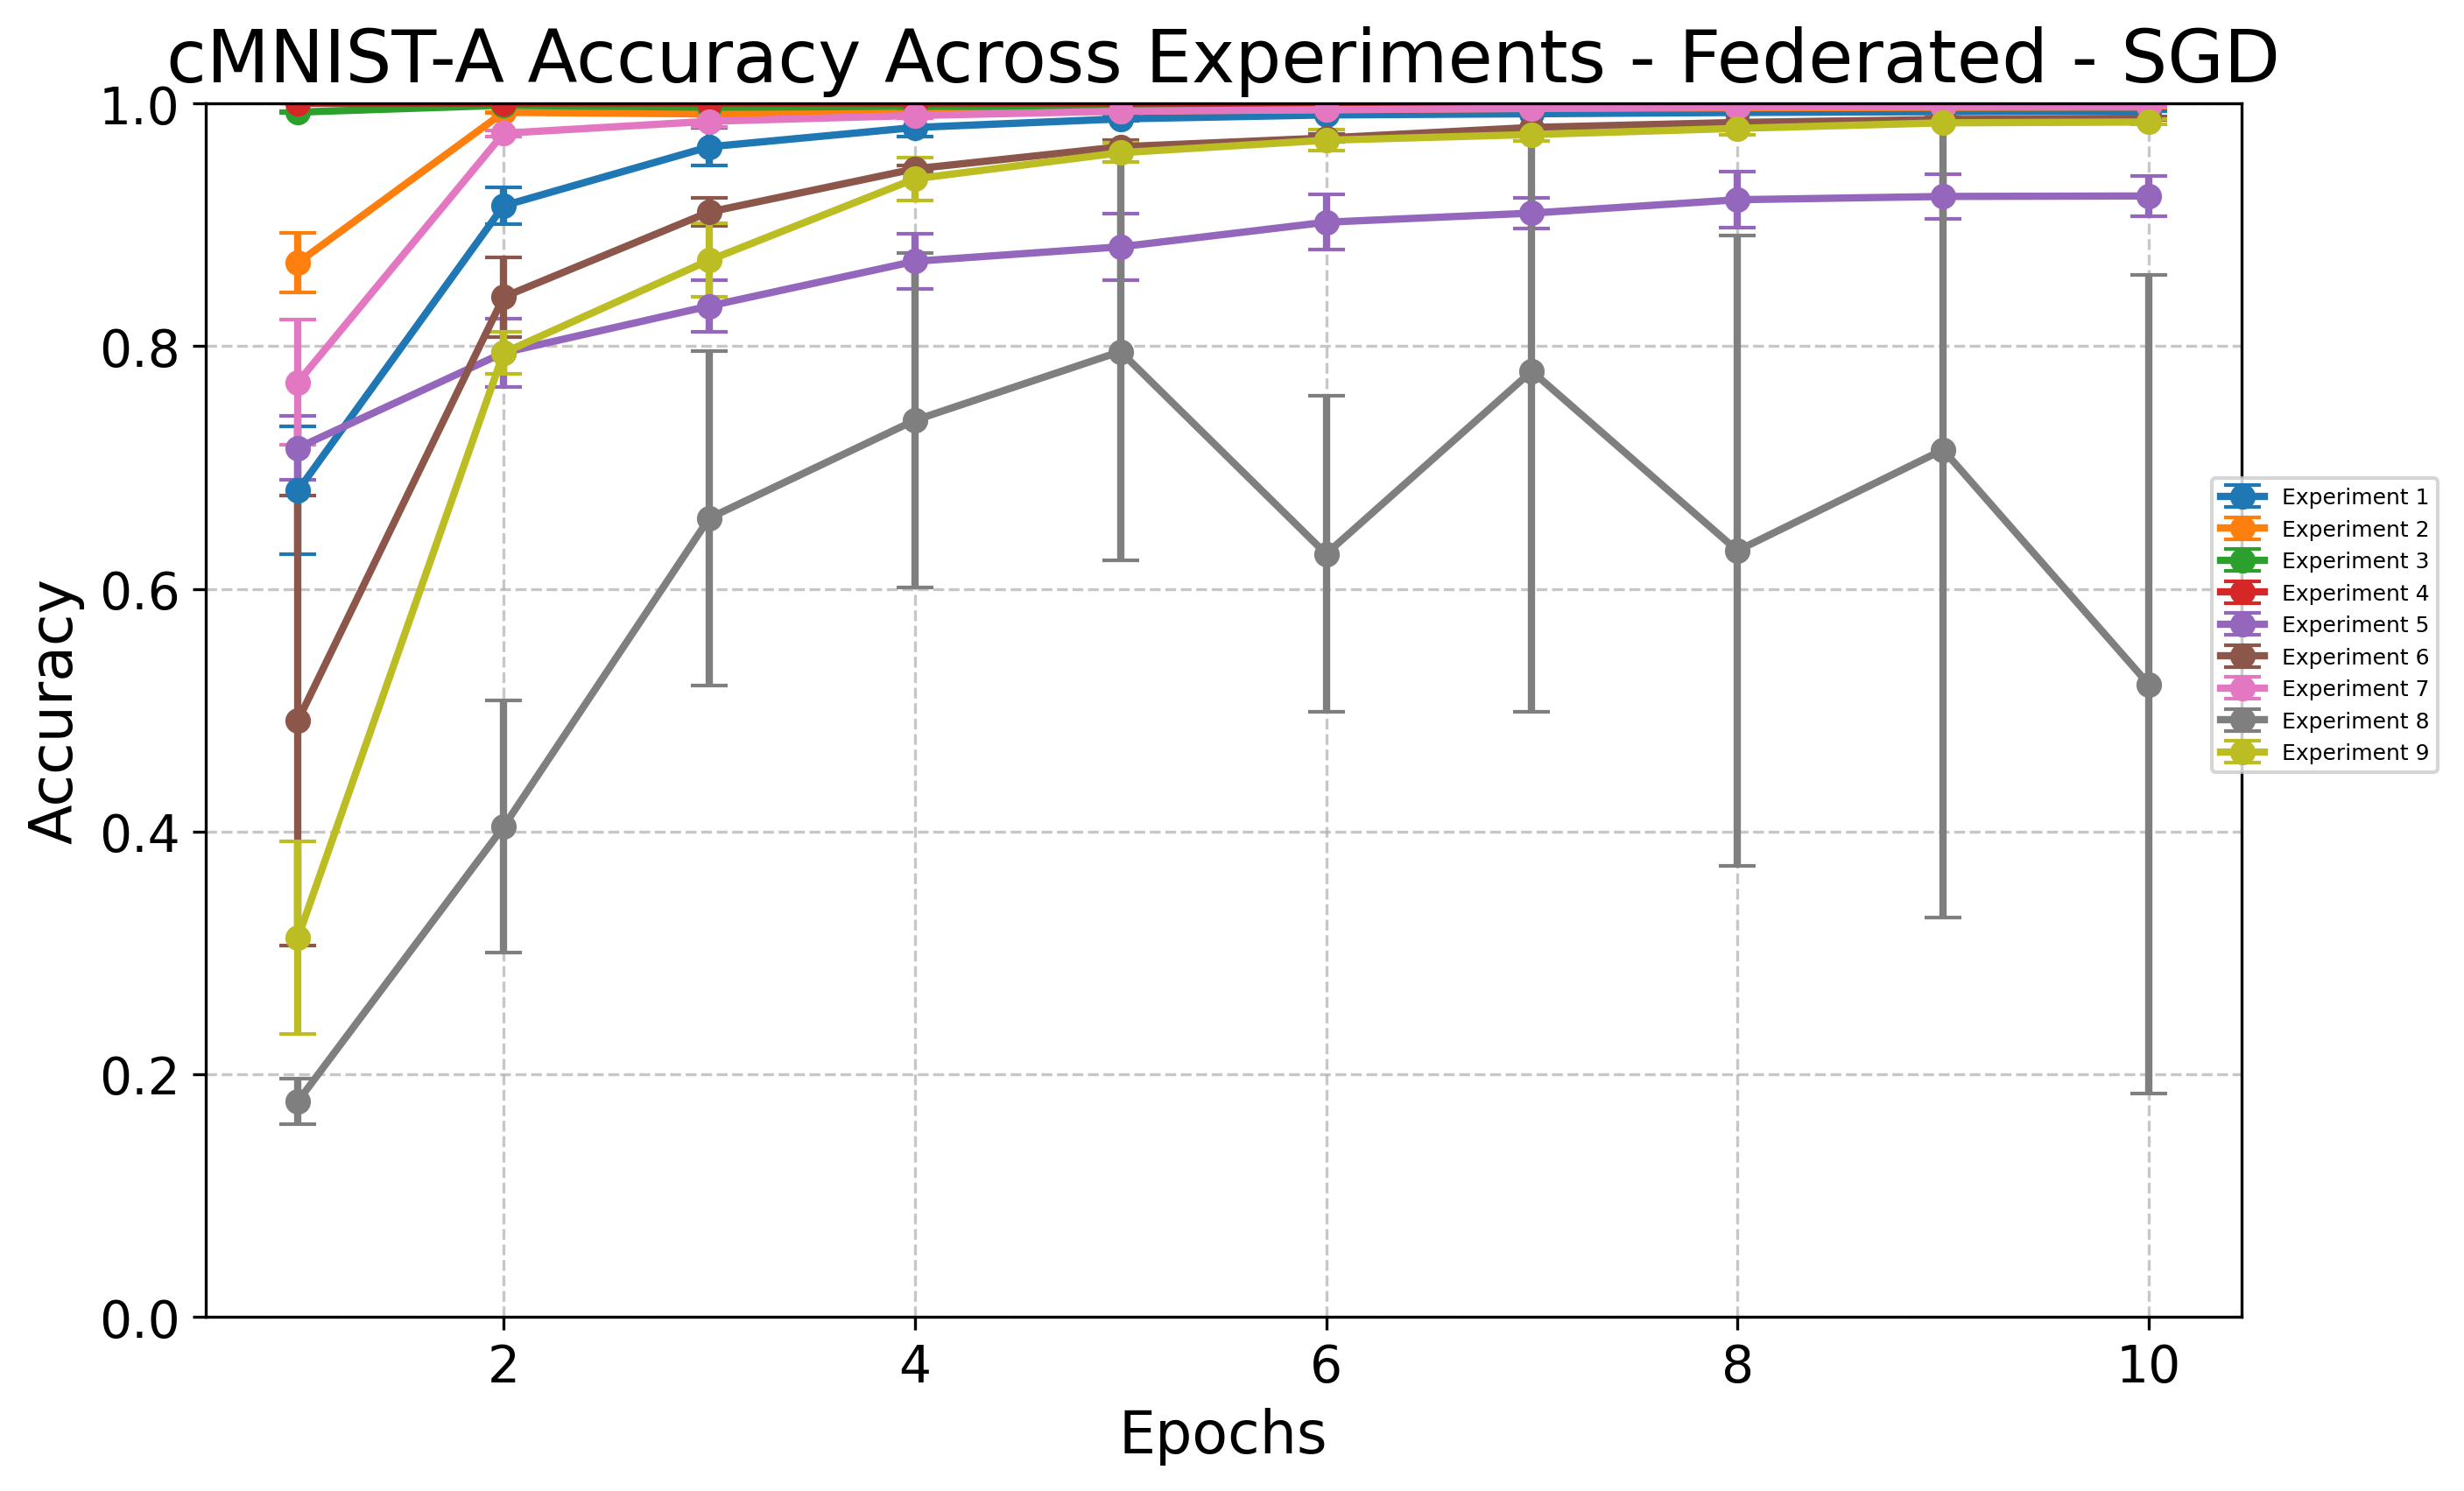 cMNIST-A Accuracy Across Experiments - Federated - SGD
1.0
0.8
0.6
0.4
0.2
0.0
Accuracy
2 4 6 8 10
Epochs
Experiment 1
Experiment 2
Experiment 3
Experiment 4
Experiment 5
Experiment 6
Experiment 7
Experiment 8
Experiment 9